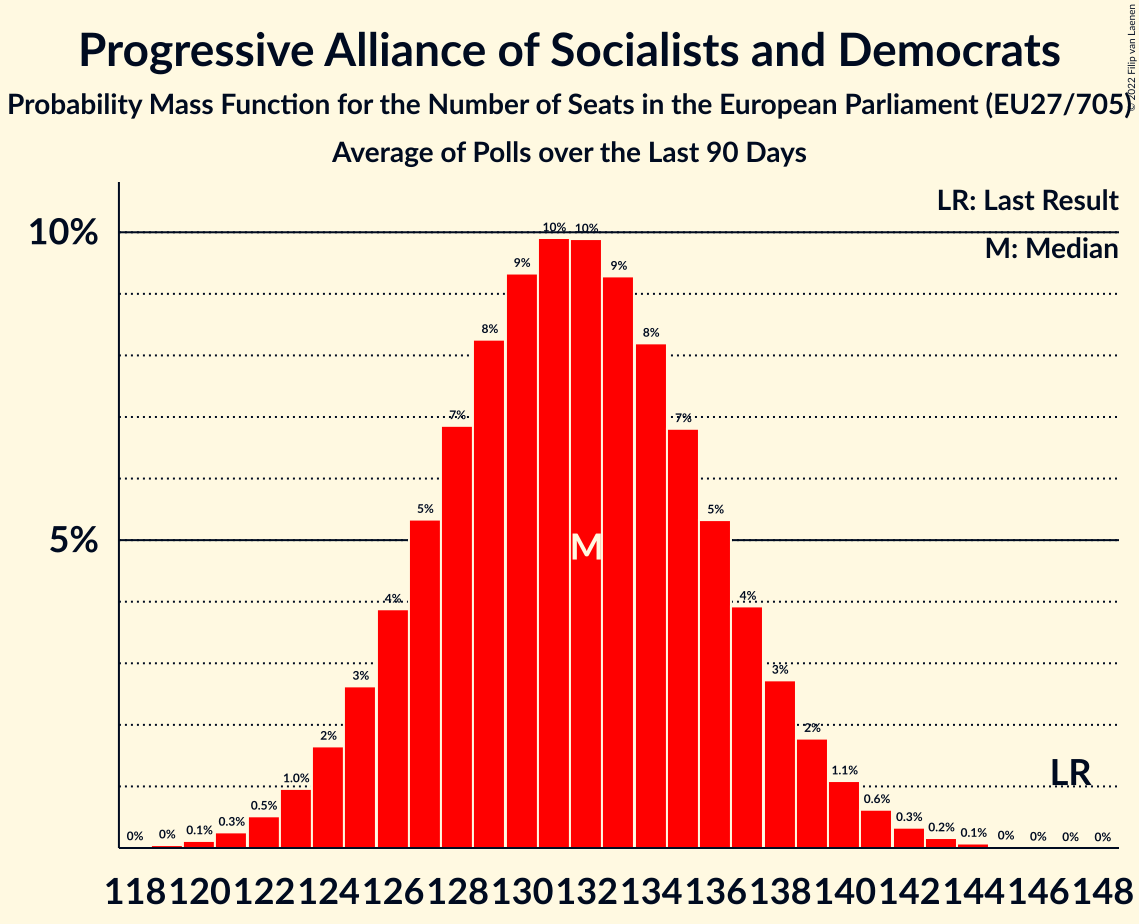 Progressive Alliance of Socialists and Democrats
© 2022 Filip van Laenen
Probability Mass Function for the Number of Seats in the European Parliament (EU27/705)
Average of Polls over the Last 90 Days
LR: Last Result
M: Median
10%
5%
0% 0% 0.1% 0.3% 0.5% 1.0% 2% 3% 4% 5% 7% 8% 9% 10% 10% 9% 8% 7% 5% 4% 3% 2% 1.1% 0.6% 0.3% 0.2% 0.1% 0% 0% 0% 0%
M
LR
118 120 122 124 126 128 130 132 134 136 138 140 142 144 146 148